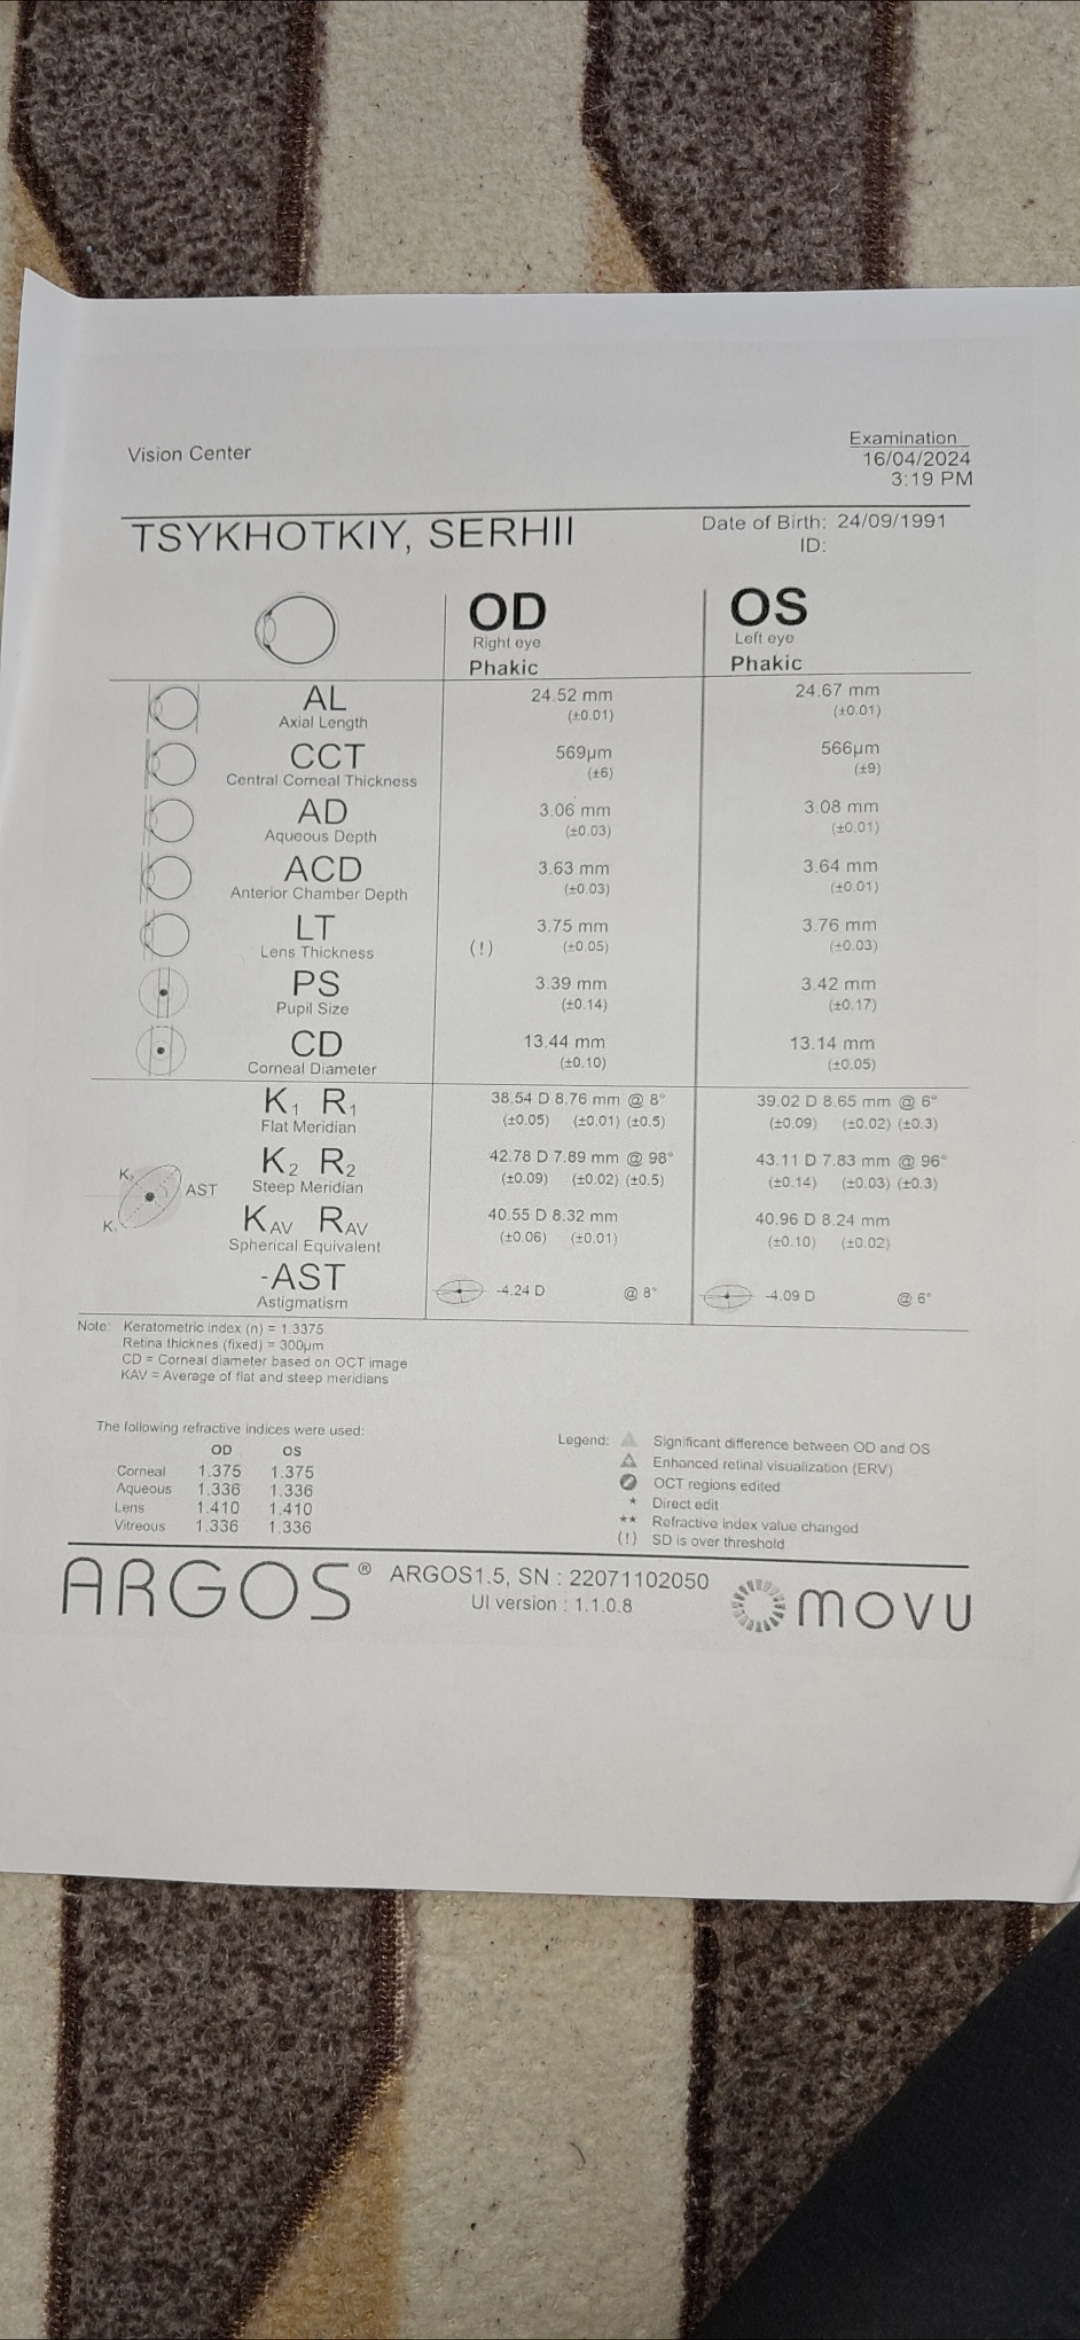 Vision Center
Examination
16/04/2024
3:19 PM
TSYKHOTKIY, SERHII
Date of Birth: 24/09/1991
ID:
OD OS
Right eye Left eye
Phakic Phakic
AL 24.52 mm 24.67 mm
Axial Length (±0.01) (±0.01)
CCT 569µm 566µm
Central Corneal Thickness (±6) (±9)
AD 3.06 mm 3.08 mm
Aqueous Depth (±0.03) (±0.01)
ACD 3.63 mm 3.64 mm
Anterior Chamber Depth (±0.03) (±0.01)
LT 3.75 mm 3.76 mm
Lens Thickness (!) (±0.05) (±0.03)
PS 3.39 mm 3.42 mm
Pupil Size (±0.14) (±0.17)
CD 13.44 mm 13.14 mm
Corneal Diameter (±0.10) (±0.05)
K₁ R₁ 38.54 D 8.76 mm @ 8° 39.02 D 8.65 mm @ 6°
Flat Meridian (±0.05) (±0.01) (±0.5) (±0.09) (±0.02) (±0.3)
K₂ R₂ 42.78 D 7.89 mm @ 98° 43.11 D 7.83 mm @ 96°
K₂ AST K₁
Steep Meridian (±0.09) (±0.02) (±0.5) (±0.14) (±0.03) (±0.3)
KAV RAV 40.55 D 8.32 mm 40.96 D 8.24 mm
Spherical Equivalent (±0.06) (±0.01) (±0.10) (±0.02)
-AST -4.24 D @ 8° -4.09 D @ 6°
Astigmatism
Note: Keratometric index (n) = 1.3375
Retina thicknes (fixed) = 300µm
CD = Corneal diameter based on OCT image
KAV = Average of flat and steep meridians
The following refractive indices were used:
OD OS
Corneal 1.375 1.375
Aqueous 1.336 1.336
Lens 1.410 1.410
Vitreous 1.336 1.336
Legend: Significant difference between OD and OS
Enhanced retinal visualization (ERV)
OCT regions edited
* Direct edit
** Refractive index value changed
(!) SD is over threshold
ARGOS® ARGOS1.5, SN : 22071102050
UI version : 1.1.0.8
MOVU